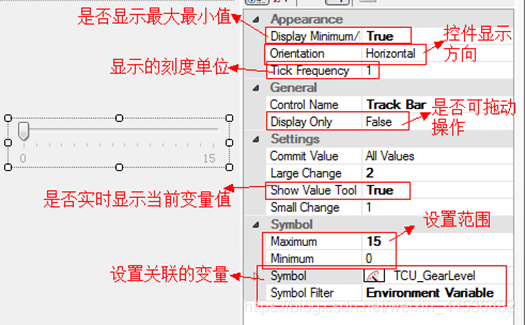 是否显示最大最小值
Appearance
Display Minimum/ True
Orientation Horizontal
控件显示方向
显示的刻度单位
Tick Frequency 1
General
Control Name Track Bar
Display Only False
是否可拖动操作
0 15
Settings
Commit Value All Values
Large Change 2
是否实时显示当前变量值
Show Value Tool True
Small Change 1
Symbol
Maximum 15
设置范围
Minimum 0
设置关联的变量
Symbol TCU_GearLevel
Symbol Filter Environment Variable